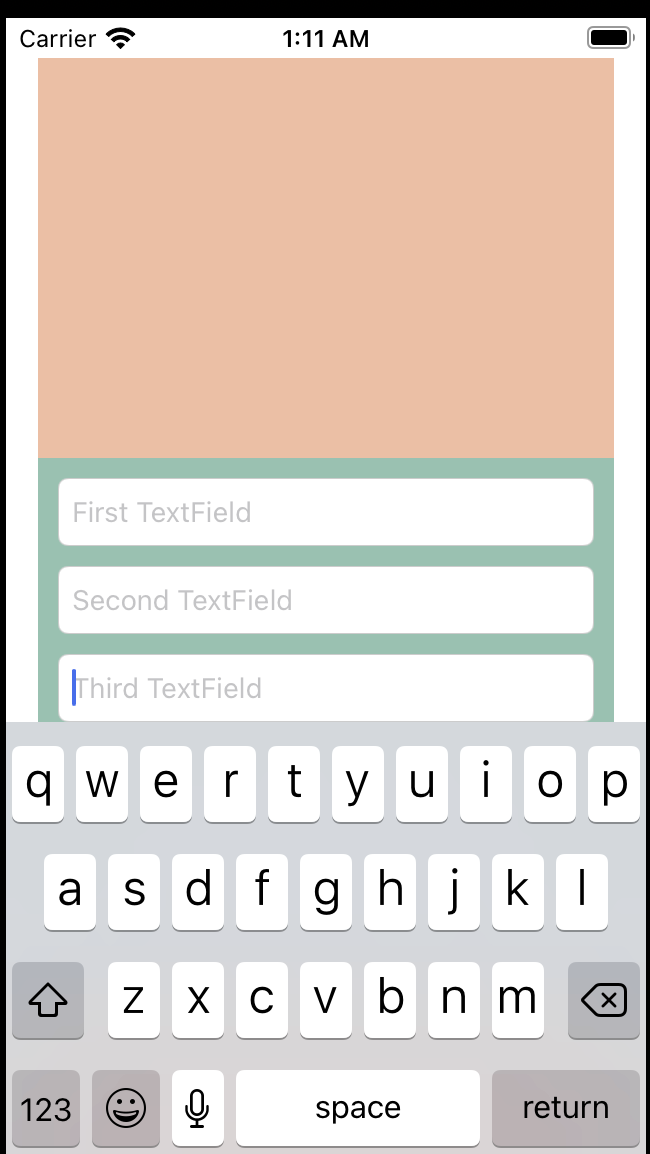 Carrier 1:11 AM
First TextField
Second TextField
Third TextField
q w e r t y u i o p
a s d f g h j k l
z x c v b n m
123 space return